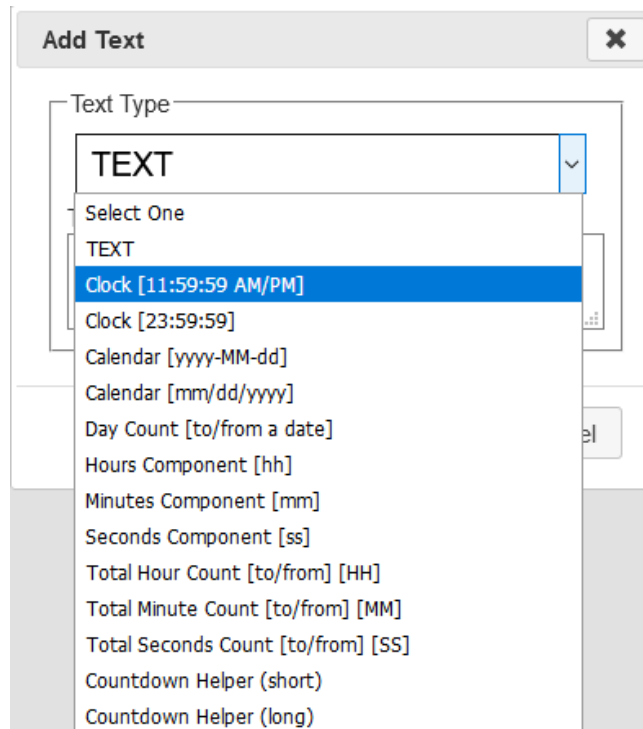 Add Text
Text Type
TEXT
Select One
TEXT
Clock [11:59:59 AM/PM]
Clock [23:59:59]
Calendar [yyyy-MM-dd]
Calendar [mm/dd/yyyy]
Day Count [to/from a date]
Hours Component [hh]
Minutes Component [mm]
Seconds Component [ss]
Total Hour Count [to/from] [HH]
Total Minute Count [to/from] [MM]
Total Seconds Count [to/from] [SS]
Countdown Helper (short)
Countdown Helper (long)